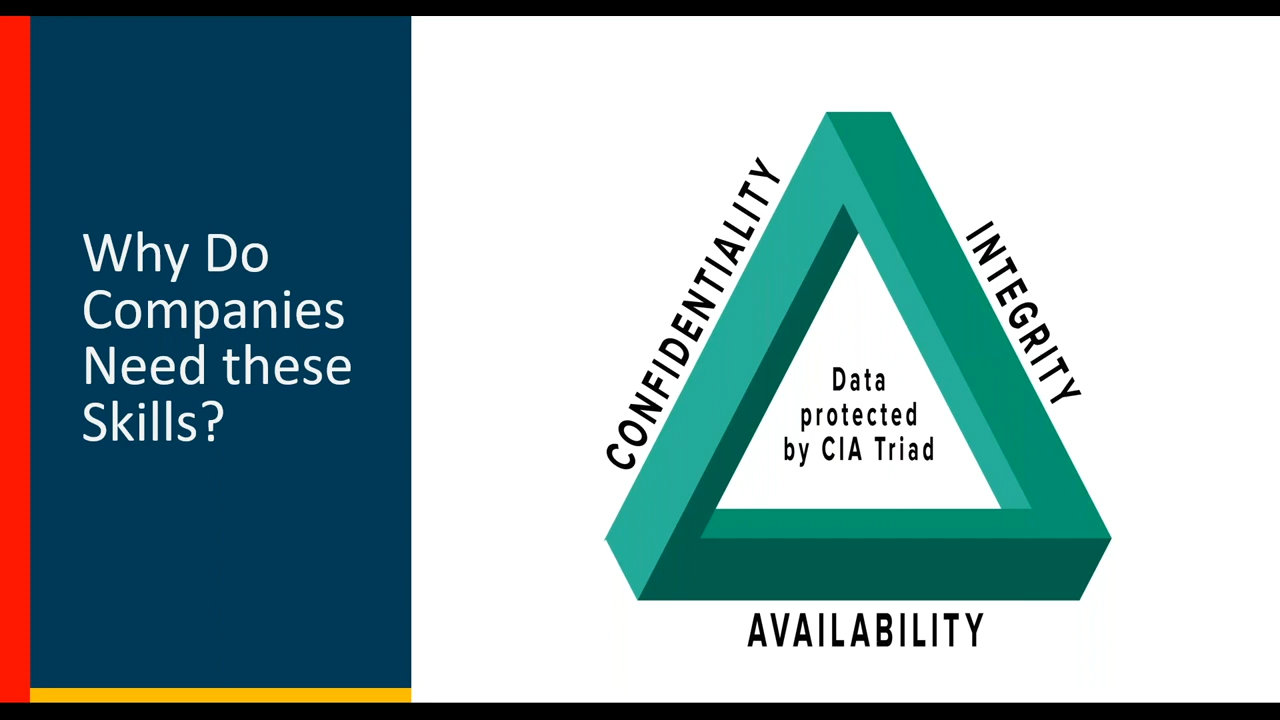 Why Do
Companies
Need these
Skills?
CONFIDENTIALITY
INTEGRITY
Data
protected
by CIA Triad
AVAILABILITY